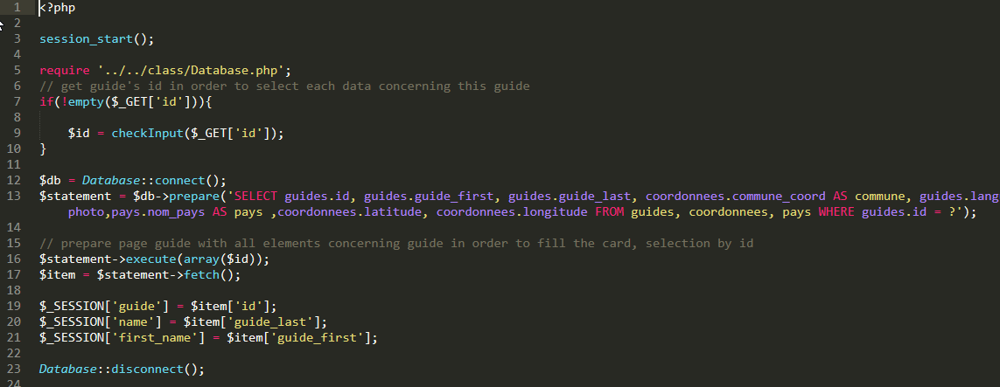 1 <?php
2
3 session_start();
4
5 require '../../class/Database.php';
6 // get guide's id in order to select each data concerning this guide
7 if(!empty($_GET['id'])){
8
9 $id = checkInput($_GET['id']);
10 }
11
12 $db = Database::connect();
13 $statement = $db->prepare('SELECT guides.id, guides.guide_first, guides.guide_last, coordonnees.commune_coord AS commune, guides.lang
photo,pays.nom_pays AS pays ,coordonnees.latitude, coordonnees.longitude FROM guides, coordonnees, pays WHERE guides.id = ?');
14
15 // prepare page guide with all elements concerning guide in order to fill the card, selection by id
16 $statement->execute(array($id));
17 $item = $statement->fetch();
18
19 $_SESSION['guide'] = $item['id'];
20 $_SESSION['name'] = $item['guide_last'];
21 $_SESSION['first_name'] = $item['guide_first'];
22
23 Database::disconnect();
24